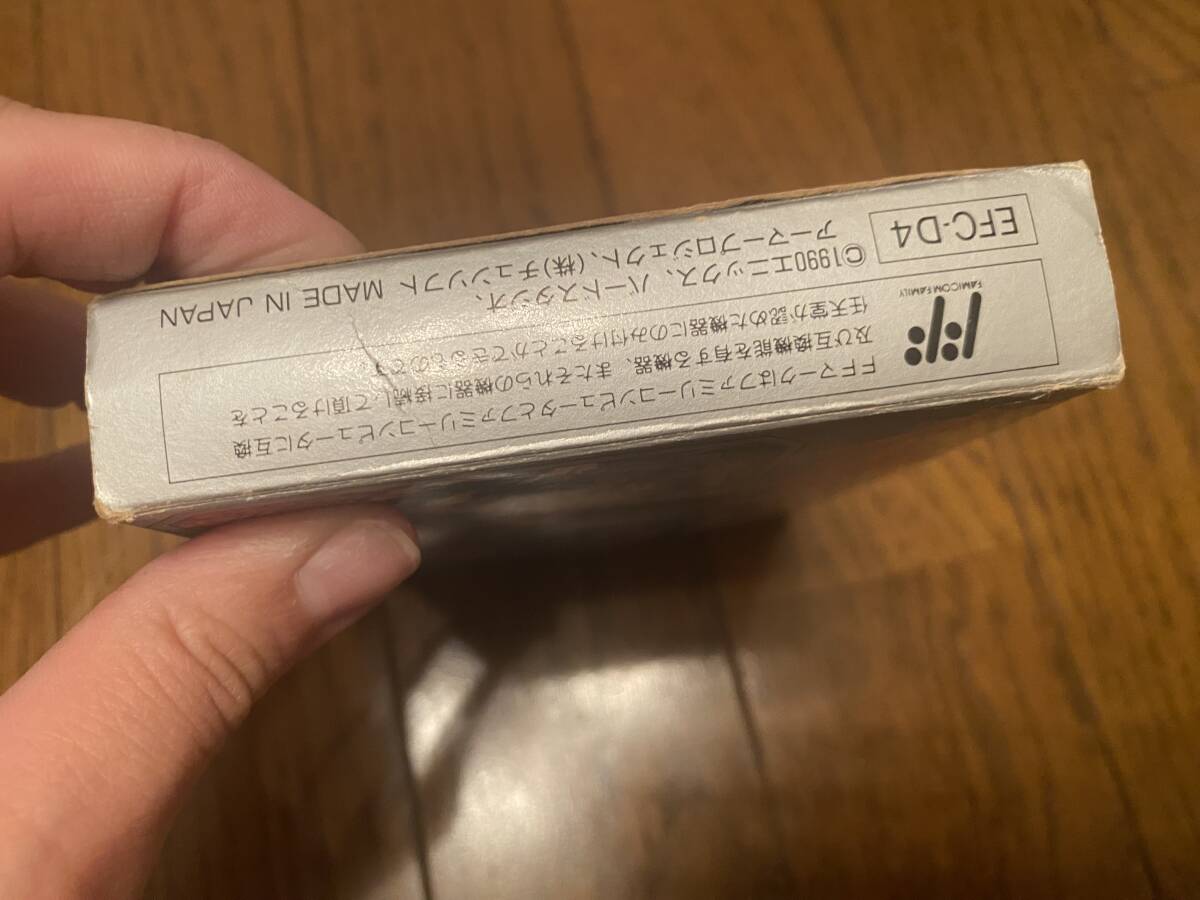 FFマークはファミリーコンピュータとファミリーコンピュータに互換
及び互換機能を有する機器、またそれらの機器に接続して頂けることを
任天堂が認めた機器にのみ付けることができるものです
FAMICOM FAMILY
EFC-D4
©1990エニックス、バードスタジオ、
アーマープロジェクト、(株)チュンソフト MADE IN JAPAN